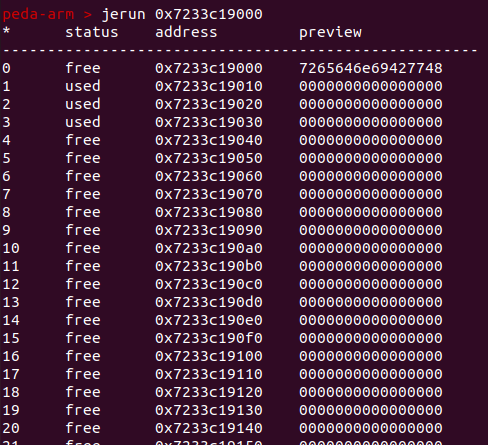 peda-arm > jerun 0x7233c19000
* status address preview
-----------------------------------------------------
0 free 0x7233c19000 7265646e69427748
1 used 0x7233c19010 0000000000000000
2 used 0x7233c19020 0000000000000000
3 used 0x7233c19030 0000000000000000
4 free 0x7233c19040 0000000000000000
5 free 0x7233c19050 0000000000000000
6 free 0x7233c19060 0000000000000000
7 free 0x7233c19070 0000000000000000
8 free 0x7233c19080 0000000000000000
9 free 0x7233c19090 0000000000000000
10 free 0x7233c190a0 0000000000000000
11 free 0x7233c190b0 0000000000000000
12 free 0x7233c190c0 0000000000000000
13 free 0x7233c190d0 0000000000000000
14 free 0x7233c190e0 0000000000000000
15 free 0x7233c190f0 0000000000000000
16 free 0x7233c19100 0000000000000000
17 free 0x7233c19110 0000000000000000
18 free 0x7233c19120 0000000000000000
19 free 0x7233c19130 0000000000000000
20 free 0x7233c19140 0000000000000000
21 free 0x7233c19150 0000000000000000